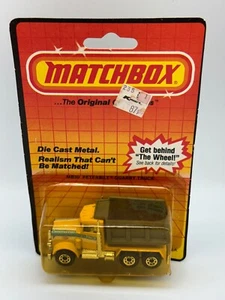 MATCHBOX
...The Original
Die Cast Metal.
Realism That Can't
Be Matched!
Get behind
"The Wheel!"
See back for details!